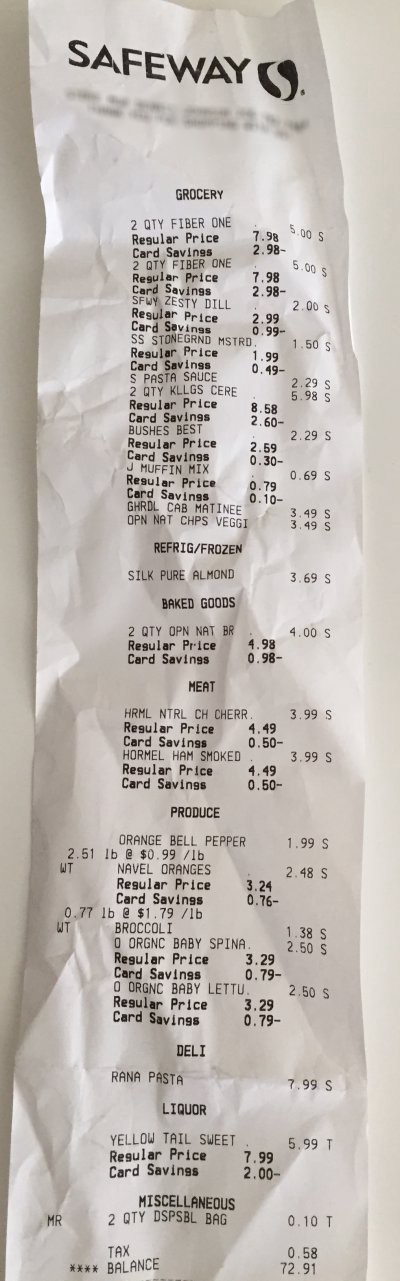 SAFEWAY
GROCERY
2 QTY FIBER ONE . 5.00 S
Regular Price 7.98
Card Savings 2.98-
2 QTY FIBER ONE . 5.00 S
Regular Price 7.98
Card Savings 2.98-
SFWY ZESTY DILL . 2.00 S
Regular Price 2.99
Card Savings 0.99-
SS STONEGRND MSTRD. 1.50 S
Regular Price 1.99
Card Savings 0.49-
S PASTA SAUCE 2.29 S
2 QTY KLLGS CERE . 5.98 S
Regular Price 8.58
Card Savings 2.60-
BUSHES BEST . 2.29 S
Regular Price 2.59
Card Savings 0.30-
J MUFFIN MIX . 0.69 S
Regular Price 0.79
Card Savings 0.10-
GHRDL CAB MATINEE 3.49 S
OPN NAT CHPS VEGGI 3.49 S
REFRIG/FROZEN
SILK PURE ALMOND 3.69 S
BAKED GOODS
2 QTY OPN NAT BR . 4.00 S
Regular Price 4.98
Card Savings 0.98-
MEAT
HRML NTRL CH CHERR. 3.99 S
Regular Price 4.49
Card Savings 0.50-
HORMEL HAM SMOKED . 3.99 S
Regular Price 4.49
Card Savings 0.50-
PRODUCE
ORANGE BELL PEPPER 1.99 S
2.51 lb @ $0.99 /lb
WT NAVEL ORANGES . 2.48 S
Regular Price 3.24
Card Savings 0.76-
0.77 lb @ $1.79 /lb
WT BROCCOLI 1.38 S
O ORGNC BABY SPINA. 2.50 S
Regular Price 3.29
Card Savings 0.79-
O ORGNC BABY LETTU. 2.50 S
Regular Price 3.29
Card Savings 0.79-
DELI
RANA PASTA 7.99 S
LIQUOR
YELLOW TAIL SWEET . 5.99 T
Regular Price 7.99
Card Savings 2.00-
MISCELLANEOUS
MR 2 QTY DSPSBL BAG 0.10 T
TAX 0.58
**** BALANCE 72.91